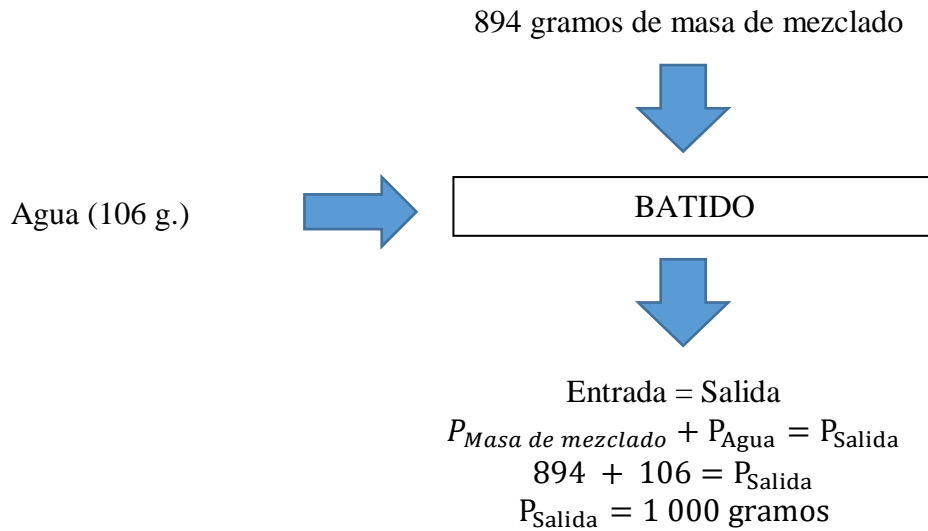 894 gramos de masa de mezclado
Agua (106 g.)
BATIDO
Entrada = Salida
P_Masa de mezclado + P_Agua = P_Salida
894 + 106 = P_Salida
P_Salida = 1 000 gramos